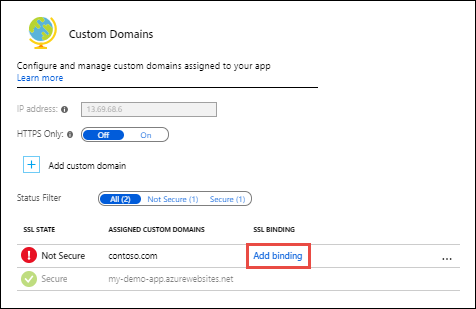 Custom Domains
Configure and manage custom domains assigned to your app
Learn more
IP address: 13.69.68.6
HTTPS Only: Off On
Add custom domain
Status Filter All (2) Not Secure (1) Secure (1)
SSL STATE ASSIGNED CUSTOM DOMAINS SSL BINDING
Not Secure contoso.com Add binding ...
Secure my-demo-app.azurewebsites.net